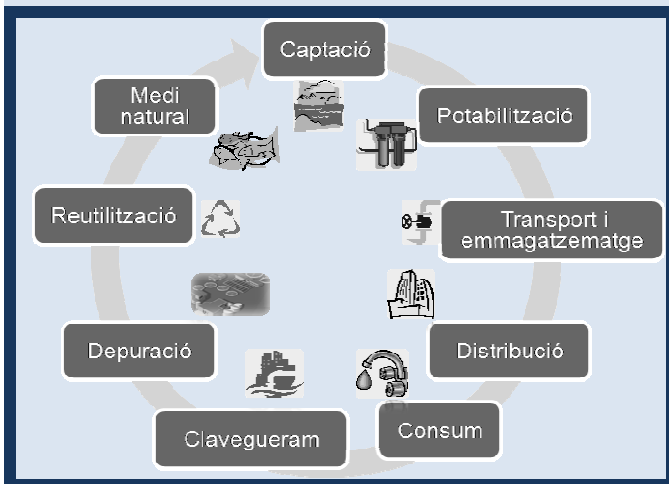 Captació
Potabilització
Transport i
emmagatzematge
Distribució
Consum
Clavegueram
Depuració
Reutilització
Medi
natural